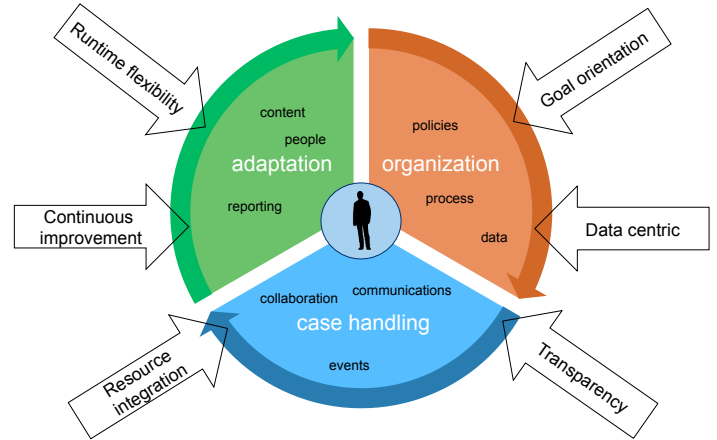 Runtime flexibility
Goal orientation
content
people
adaptation
reporting
policies
organization
process
data
Continuous
improvement
Data centric
collaboration
communications
case handling
events
Resource
integration
Transparency